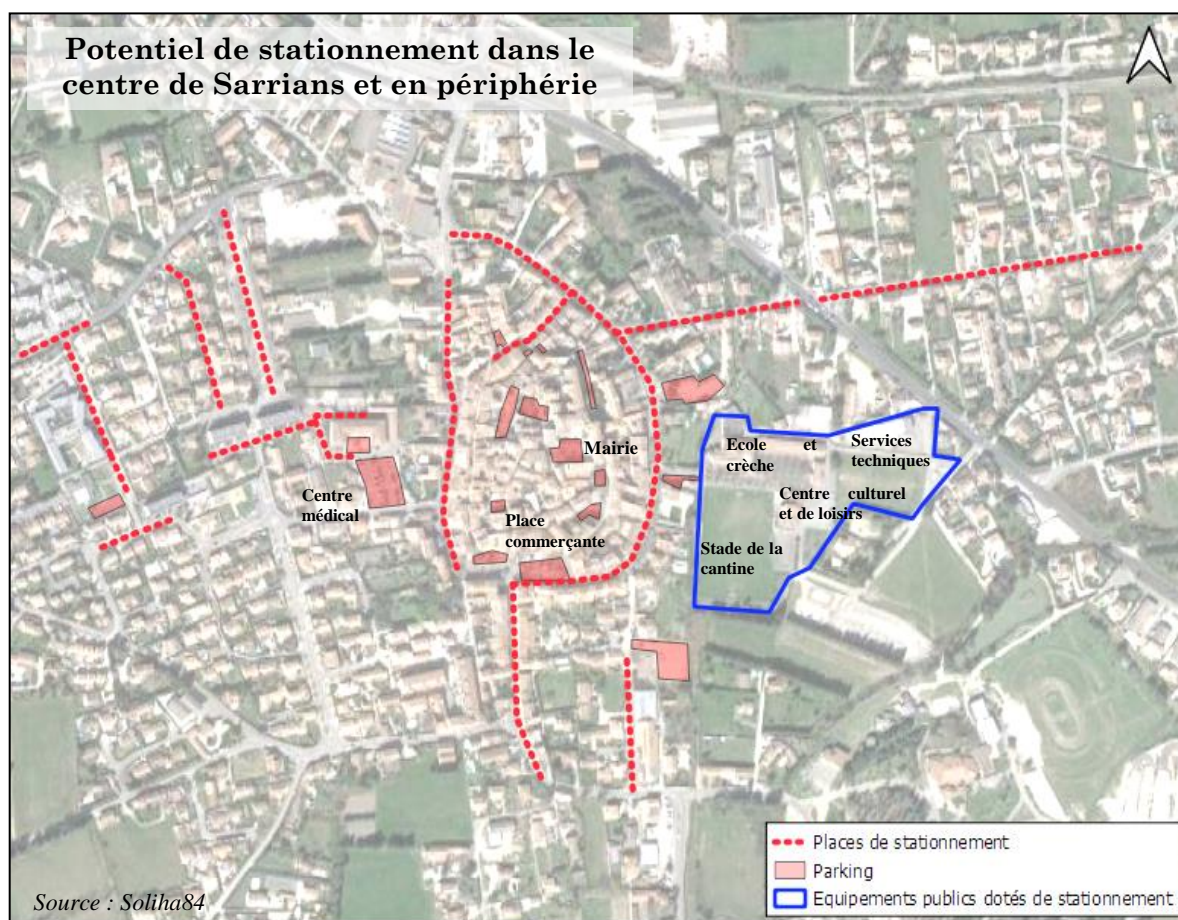 Potentiel de stationnement dans le
centre de Sarrians et en périphérie
Mairie
Ecole et
crèche
Services
techniques
Centre culturel
et de loisirs
Centre
médical
Place
commerçante
Stade de la
cantine
Places de stationnement
Parking
Equipements publics dotés de stationnement
Source : Soliha84